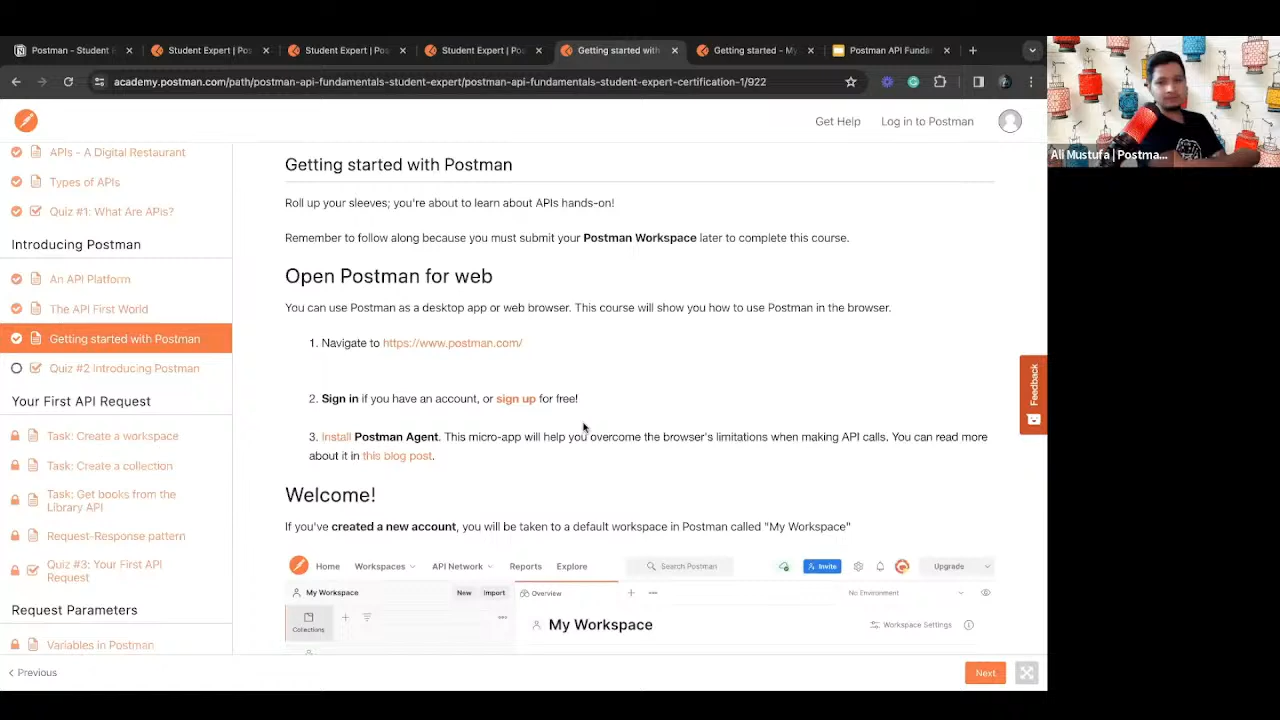 Postman - Student E
Student Expert | Pos
Student Expert | Pos
Student Expert | Pos
Getting started with
Getting started - My
Postman API Funda
academy.postman.com/path/postman-api-fundamentals-student-expert/postman-api-fundamentals-student-expert-certification-1/922
Get Help
Log in to Postman
Ali Mustufa | Postma...
APIs - A Digital Restaurant
Types of APIs
Quiz #1: What Are APIs?
Introducing Postman
An API Platform
The API First World
Getting started with Postman
Quiz #2 Introducing Postman
Your First API Request
Task: Create a workspace
Task: Create a collection
Task: Get books from the
Library API
Request-Response pattern
Quiz #3: Your First API
Request
Request Parameters
Variables in Postman
Getting started with Postman
Roll up your sleeves; you're about to learn about APIs hands-on!
Remember to follow along because you must submit your Postman Workspace later to complete this course.
Open Postman for web
You can use Postman as a desktop app or web browser. This course will show you how to use Postman in the browser.
1. Navigate to https://www.postman.com/
2. Sign in if you have an account, or sign up for free!
3. Install Postman Agent. This micro-app will help you overcome the browser's limitations when making API calls. You can read more
about it in this blog post.
Welcome!
If you've created a new account, you will be taken to a default workspace in Postman called "My Workspace"
Home
Workspaces
API Network
Reports
Explore
Search Postman
Invite
Upgrade
My Workspace
New
Import
Overview
No Environment
Collections
My Workspace
Workspace Settings
Feedback
Previous
Next